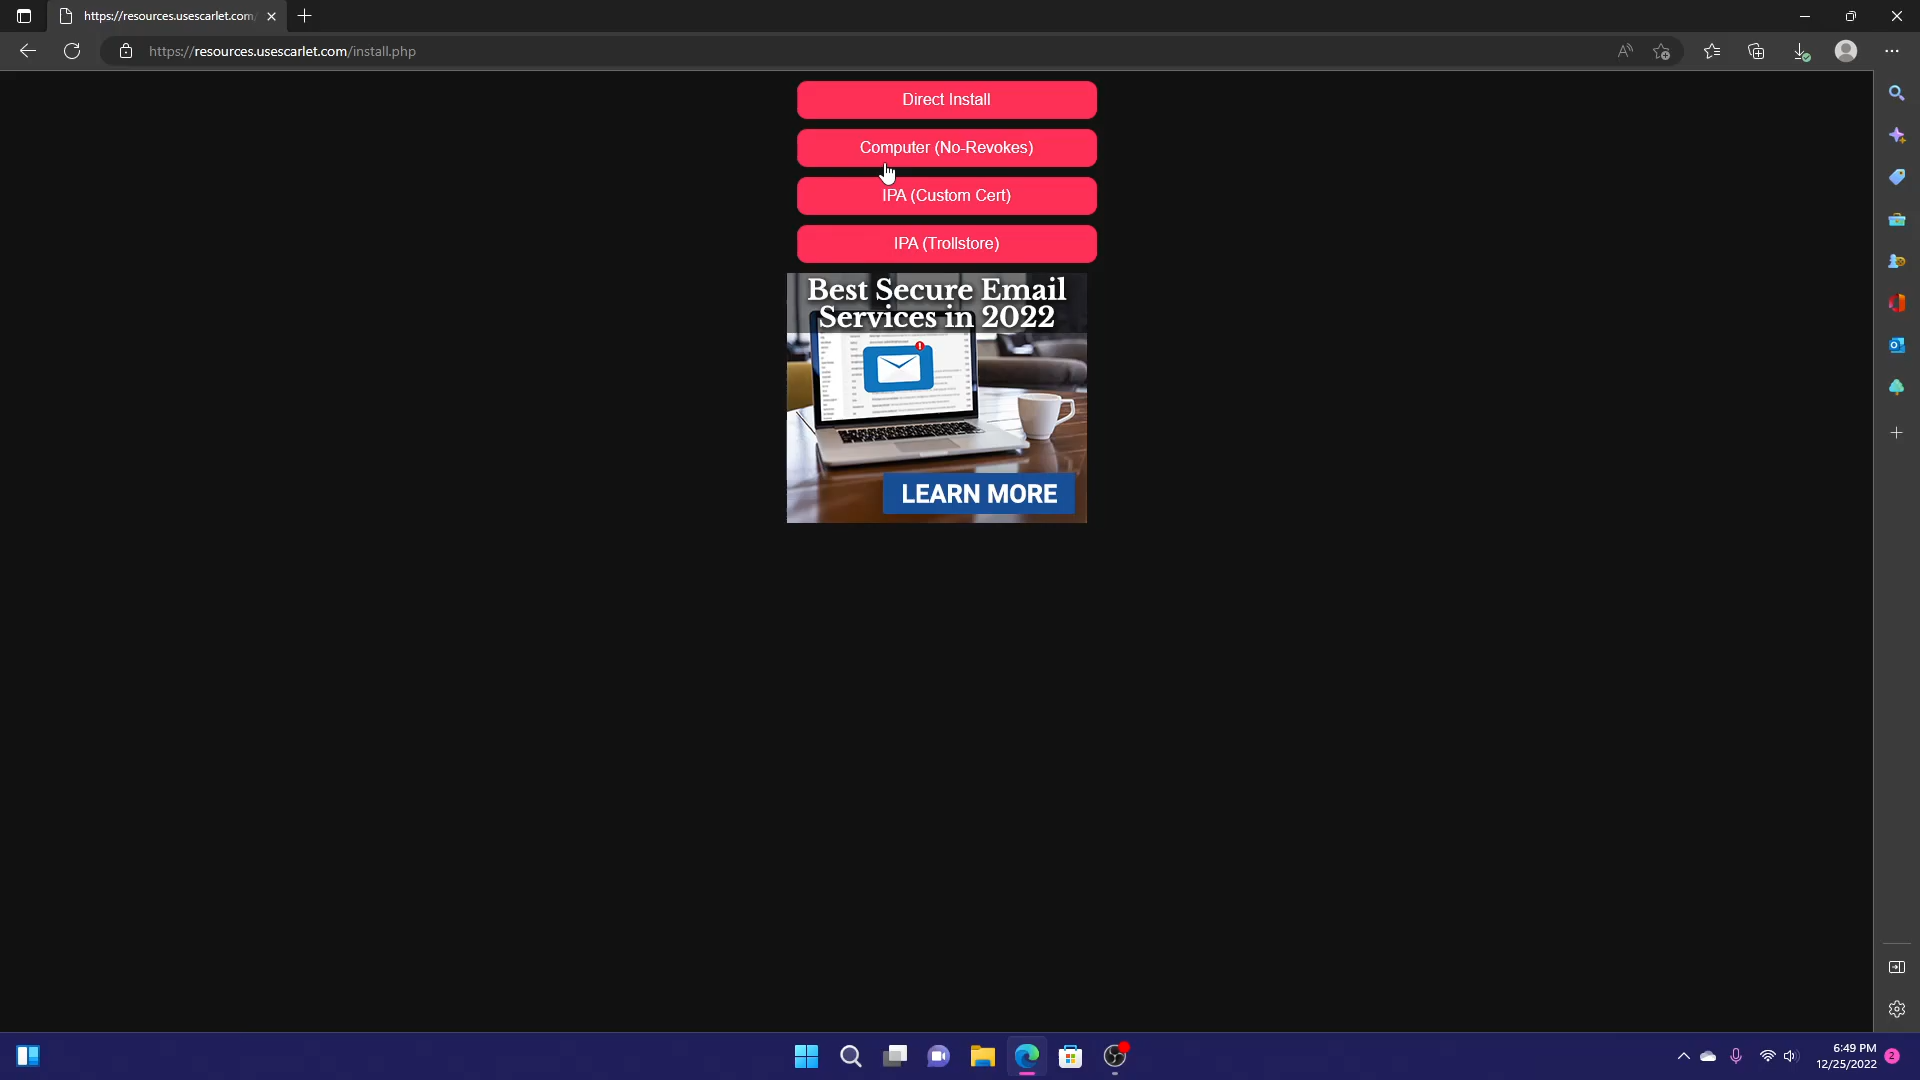 https://resources.usescarlet.com/
https://resources.usescarlet.com/install.php
Direct Install
Computer (No-Revokes)
IPA (Custom Cert)
IPA (Trollstore)
Best Secure Email
Services in 2022
LEARN MORE
6:49 PM
12/25/2022
2